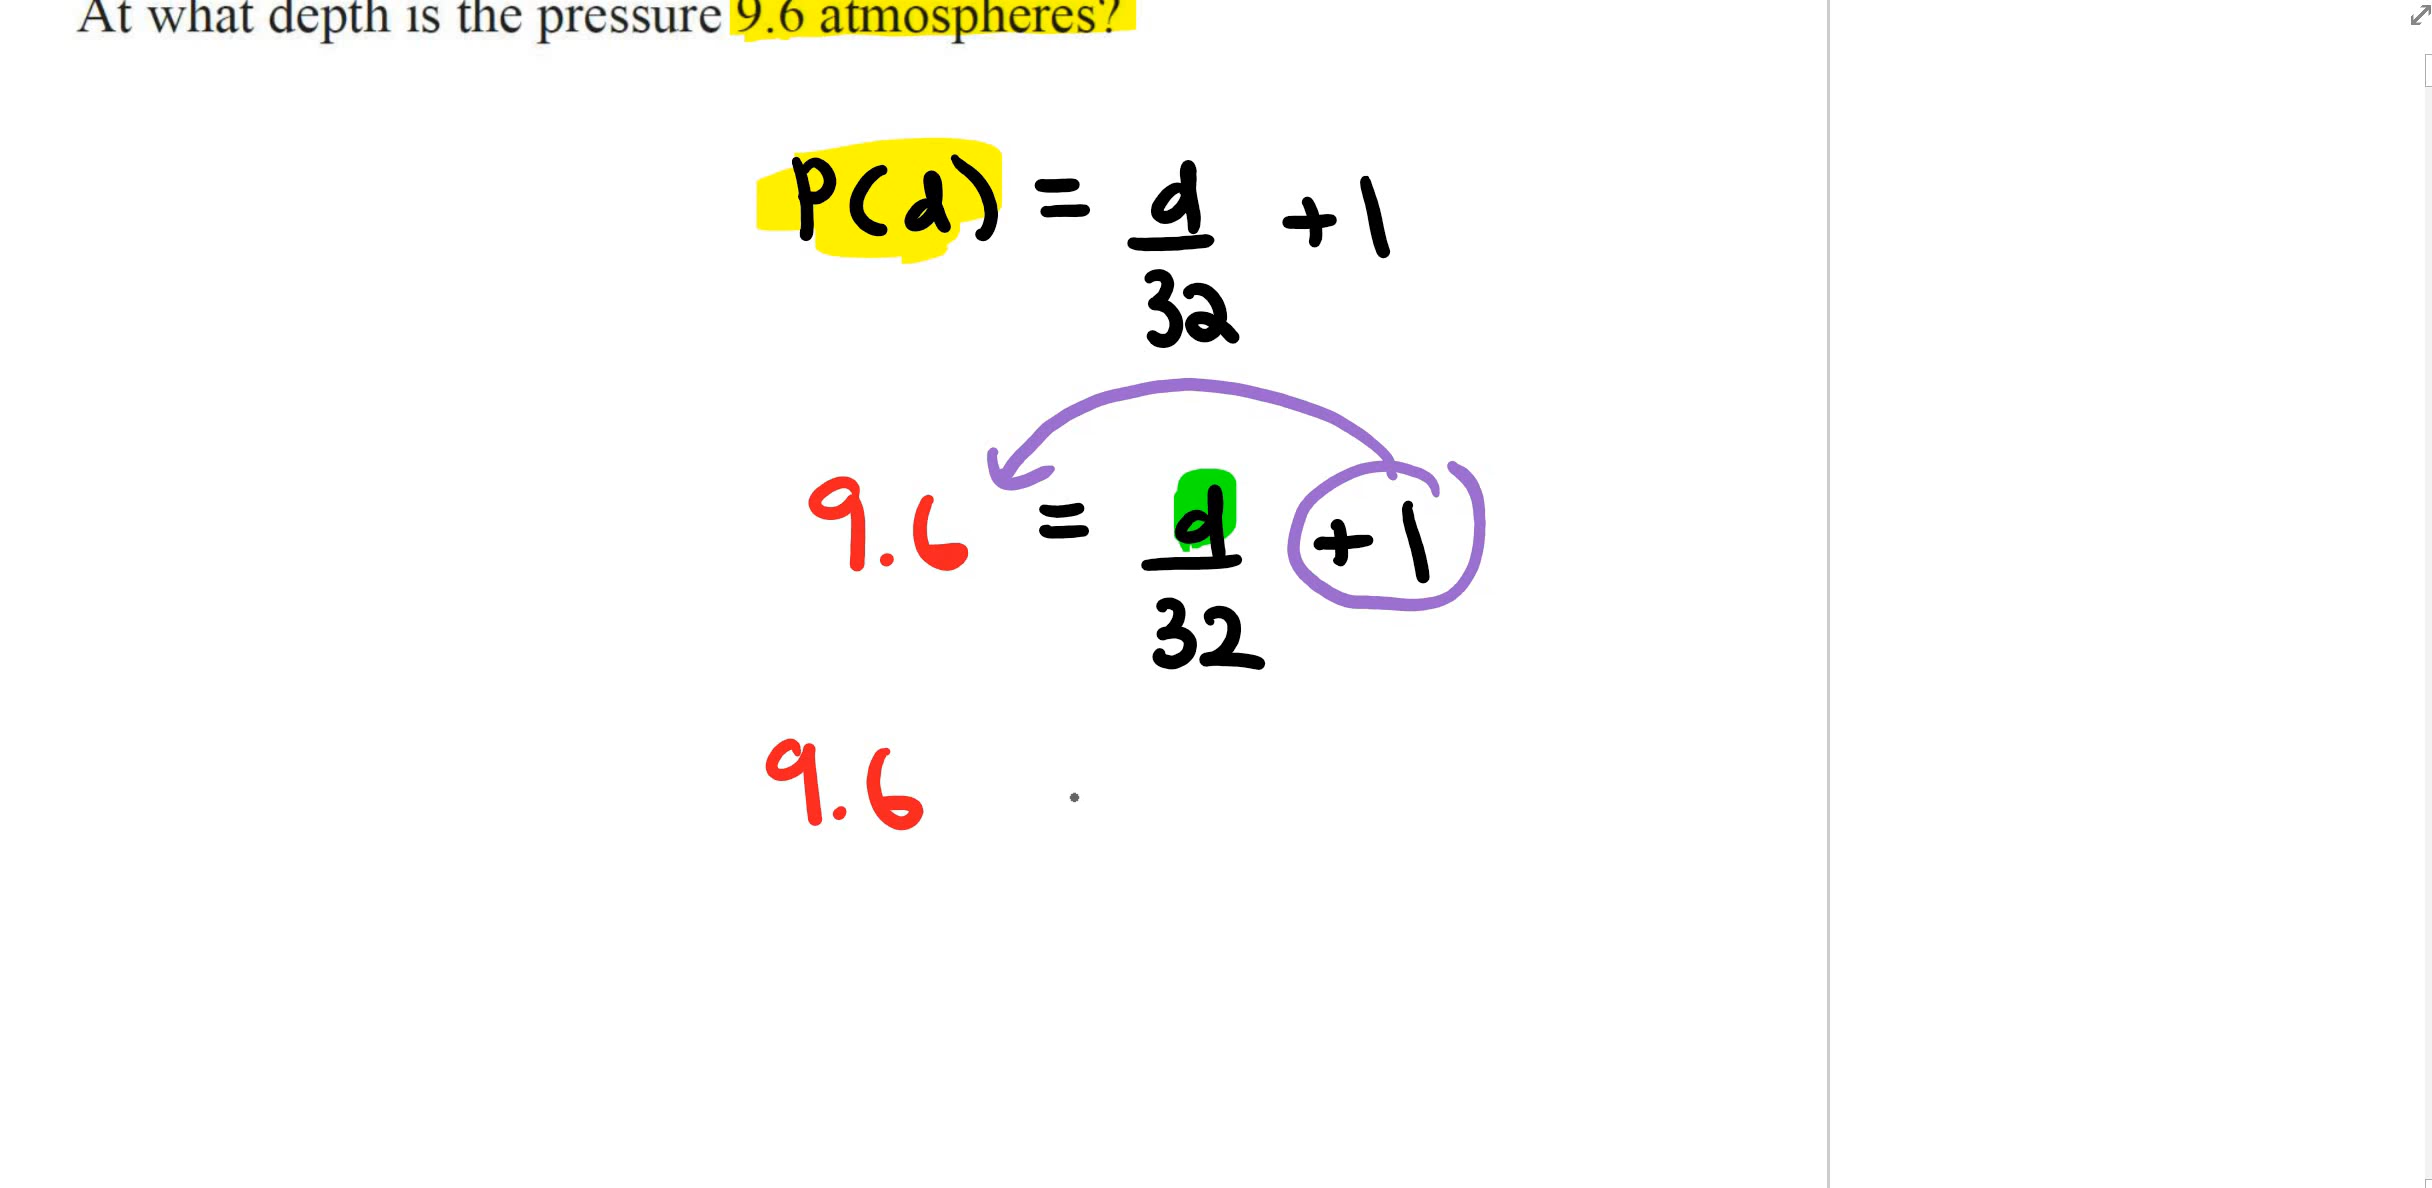 At what depth is the pressure 9.6 atmospheres?
P(d) = d/32 +1
9.6 = d/32 +1
9.6